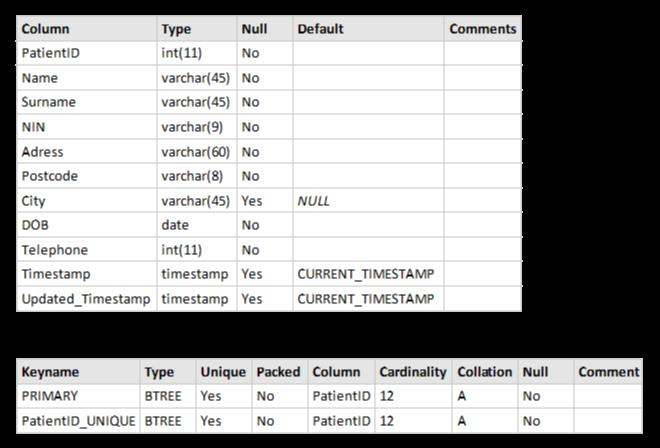 Column Type Null Default Comments
PatientID int(11) No
Name varchar(45) No
Surname varchar(45) No
NIN varchar(9) No
Adress varchar(60) No
Postcode varchar(8) No
City varchar(45) Yes NULL
DOB date No
Telephone int(11) No
Timestamp timestamp Yes CURRENT_TIMESTAMP
Updated_Timestamp timestamp Yes CURRENT_TIMESTAMP
Keyname Type Unique Packed Column Cardinality Collation Null Comment
PRIMARY BTREE Yes No PatientID 12 A No
PatientID_UNIQUE BTREE Yes No PatientID 12 A No